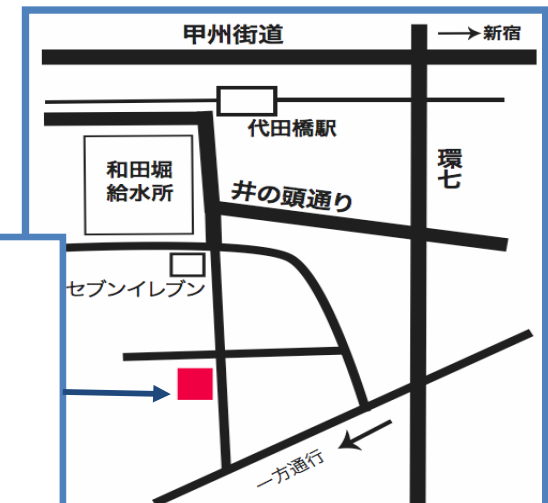 甲州街道
→新宿
代田橋駅
環七
和田堀
給水所
井の頭通り
セブンイレブン
一方通行